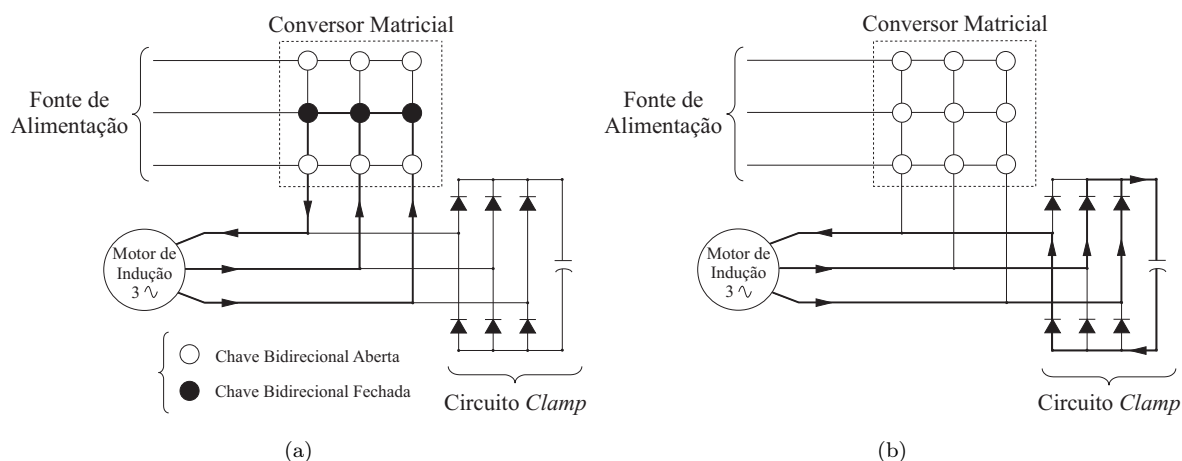 Conversor Matricial
Fonte de
Alimentação
Motor de
Indução
3 ∿
Chave Bidirecional Aberta
Chave Bidirecional Fechada
Circuito Clamp
(a)
Conversor Matricial
Fonte de
Alimentação
Motor de
Indução
3 ∿
Circuito Clamp
(b)